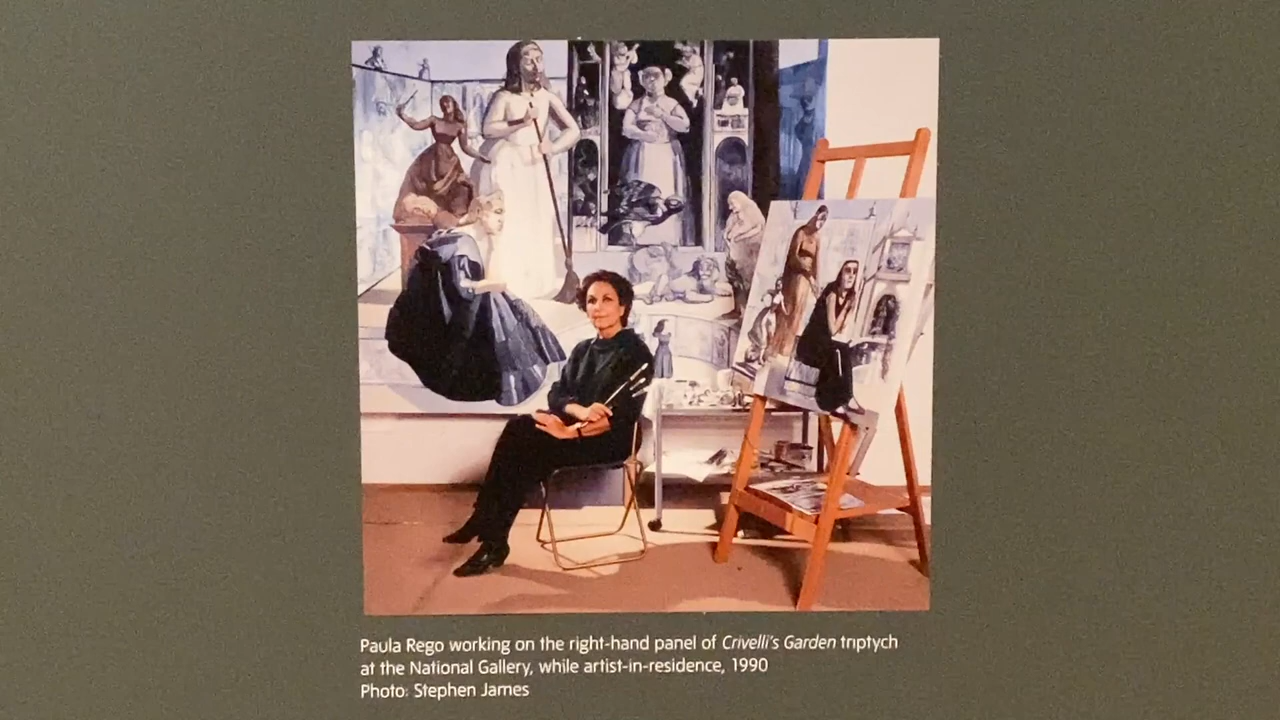 Paula Rego working on the right-hand panel of Crivelli's Garden triptych
at the National Gallery, while artist-in-residence, 1990
Photo: Stephen James